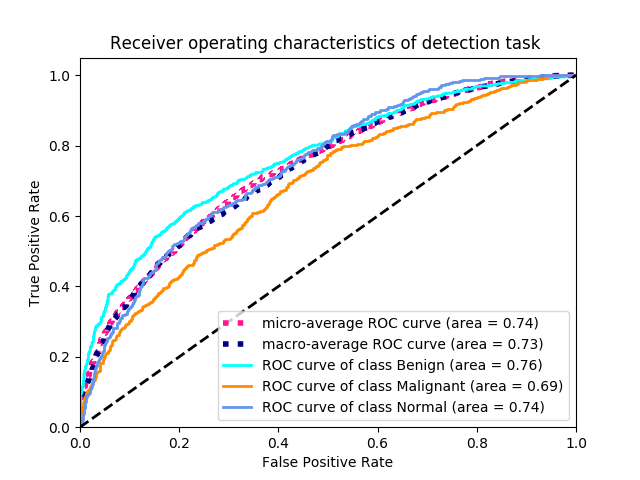 Receiver operating characteristics of detection task
True Positive Rate
1.0
0.8
0.6
0.4
0.2
0.0
micro-average ROC curve (area = 0.74)
macro-average ROC curve (area = 0.73)
ROC curve of class Benign (area = 0.76)
ROC curve of class Malignant (area = 0.69)
ROC curve of class Normal (area = 0.74)
0.0 0.2 0.4 0.6 0.8 1.0
False Positive Rate